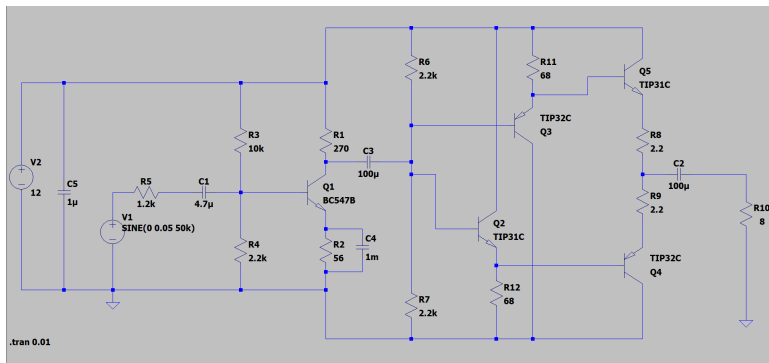 R6
2.2k
R11
68
Q5
TIP31C
R3
10k
R1
270
C3
100µ
TIP32C
Q3
R8
2.2
V2
12
C5
1µ
R5
1.2k
C1
4.7µ
Q1
BC547B
C2
100µ
V1
SINE(0 0.05 50k)
R4
2.2k
R2
56
C4
1m
Q2
TIP31C
R9
2.2
R10
8
R7
2.2k
R12
68
TIP32C
Q4
.tran 0.01